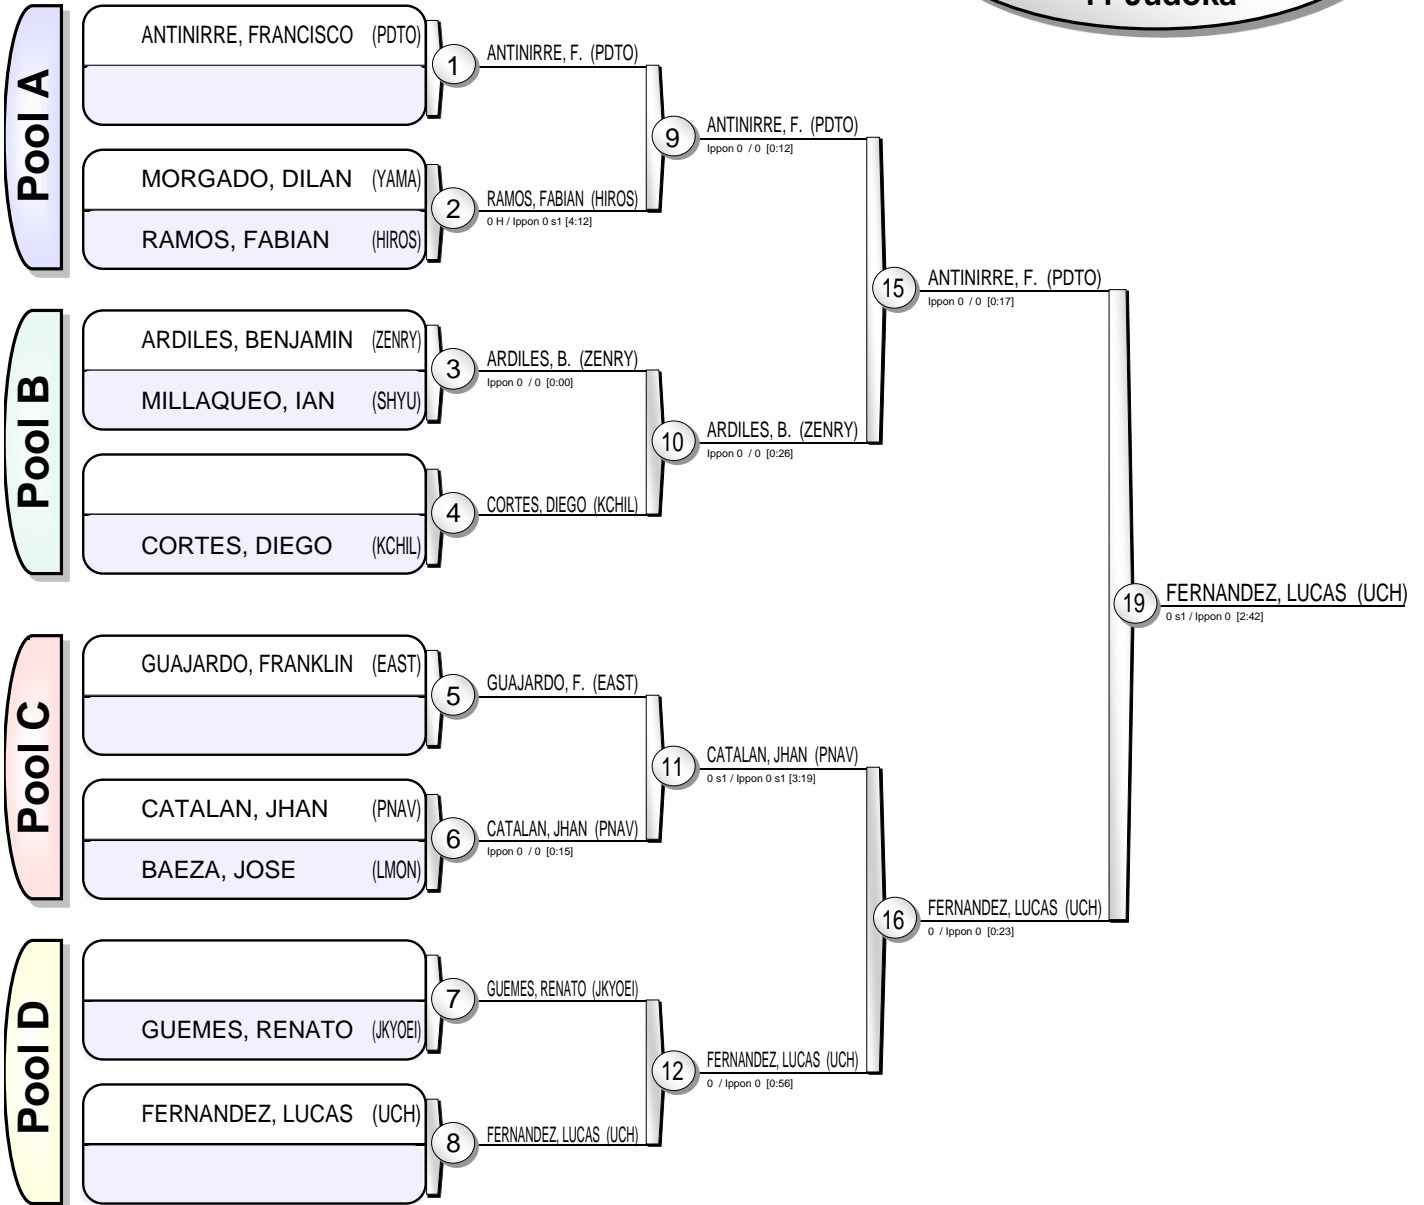 11 Judoka
Pool A
ANTINIRRE, FRANCISCO (PDTO)
1
ANTINIRRE, F. (PDTO)
MORGADO, DILAN (YAMA)
RAMOS, FABIAN (HIROS)
2
RAMOS, FABIAN (HIROS)
0 H / Ippon 0 s1 [4:12]
9
ANTINIRRE, F. (PDTO)
Ippon 0 / 0 [0:12]
Pool B
ARDILES, BENJAMIN (ZENRY)
MILLAQUEO, IAN (SHYU)
3
ARDILES, B. (ZENRY)
Ippon 0 / 0 [0:00]
CORTES, DIEGO (KCHIL)
4
CORTES, DIEGO (KCHIL)
10
ARDILES, B. (ZENRY)
Ippon 0 / 0 [0:26]
15
ANTINIRRE, F. (PDTO)
Ippon 0 / 0 [0:17]
Pool C
GUAJARDO, FRANKLIN (EAST)
5
GUAJARDO, F. (EAST)
CATALAN, JHAN (PNAV)
BAEZA, JOSE (LMON)
6
CATALAN, JHAN (PNAV)
Ippon 0 / 0 [0:15]
11
CATALAN, JHAN (PNAV)
0 s1 / Ippon 0 s1 [3:19]
Pool D
GUEMES, RENATO (JKYOEI)
7
GUEMES, RENATO (JKYOEI)
FERNANDEZ, LUCAS (UCH)
8
FERNANDEZ, LUCAS (UCH)
12
FERNANDEZ, LUCAS (UCH)
0 / Ippon 0 [0:56]
16
FERNANDEZ, LUCAS (UCH)
0 / Ippon 0 [0:23]
19
FERNANDEZ, LUCAS (UCH)
0 s1 / Ippon 0 [2:42]